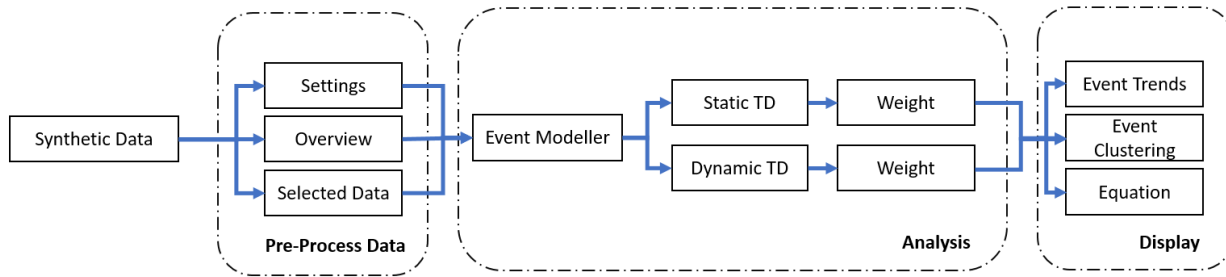 Synthetic Data
Settings
Overview
Selected Data
Pre-Process Data
Event Modeller
Static TD
Weight
Dynamic TD
Weight
Analysis
Event Trends
Event
Clustering
Equation
Display